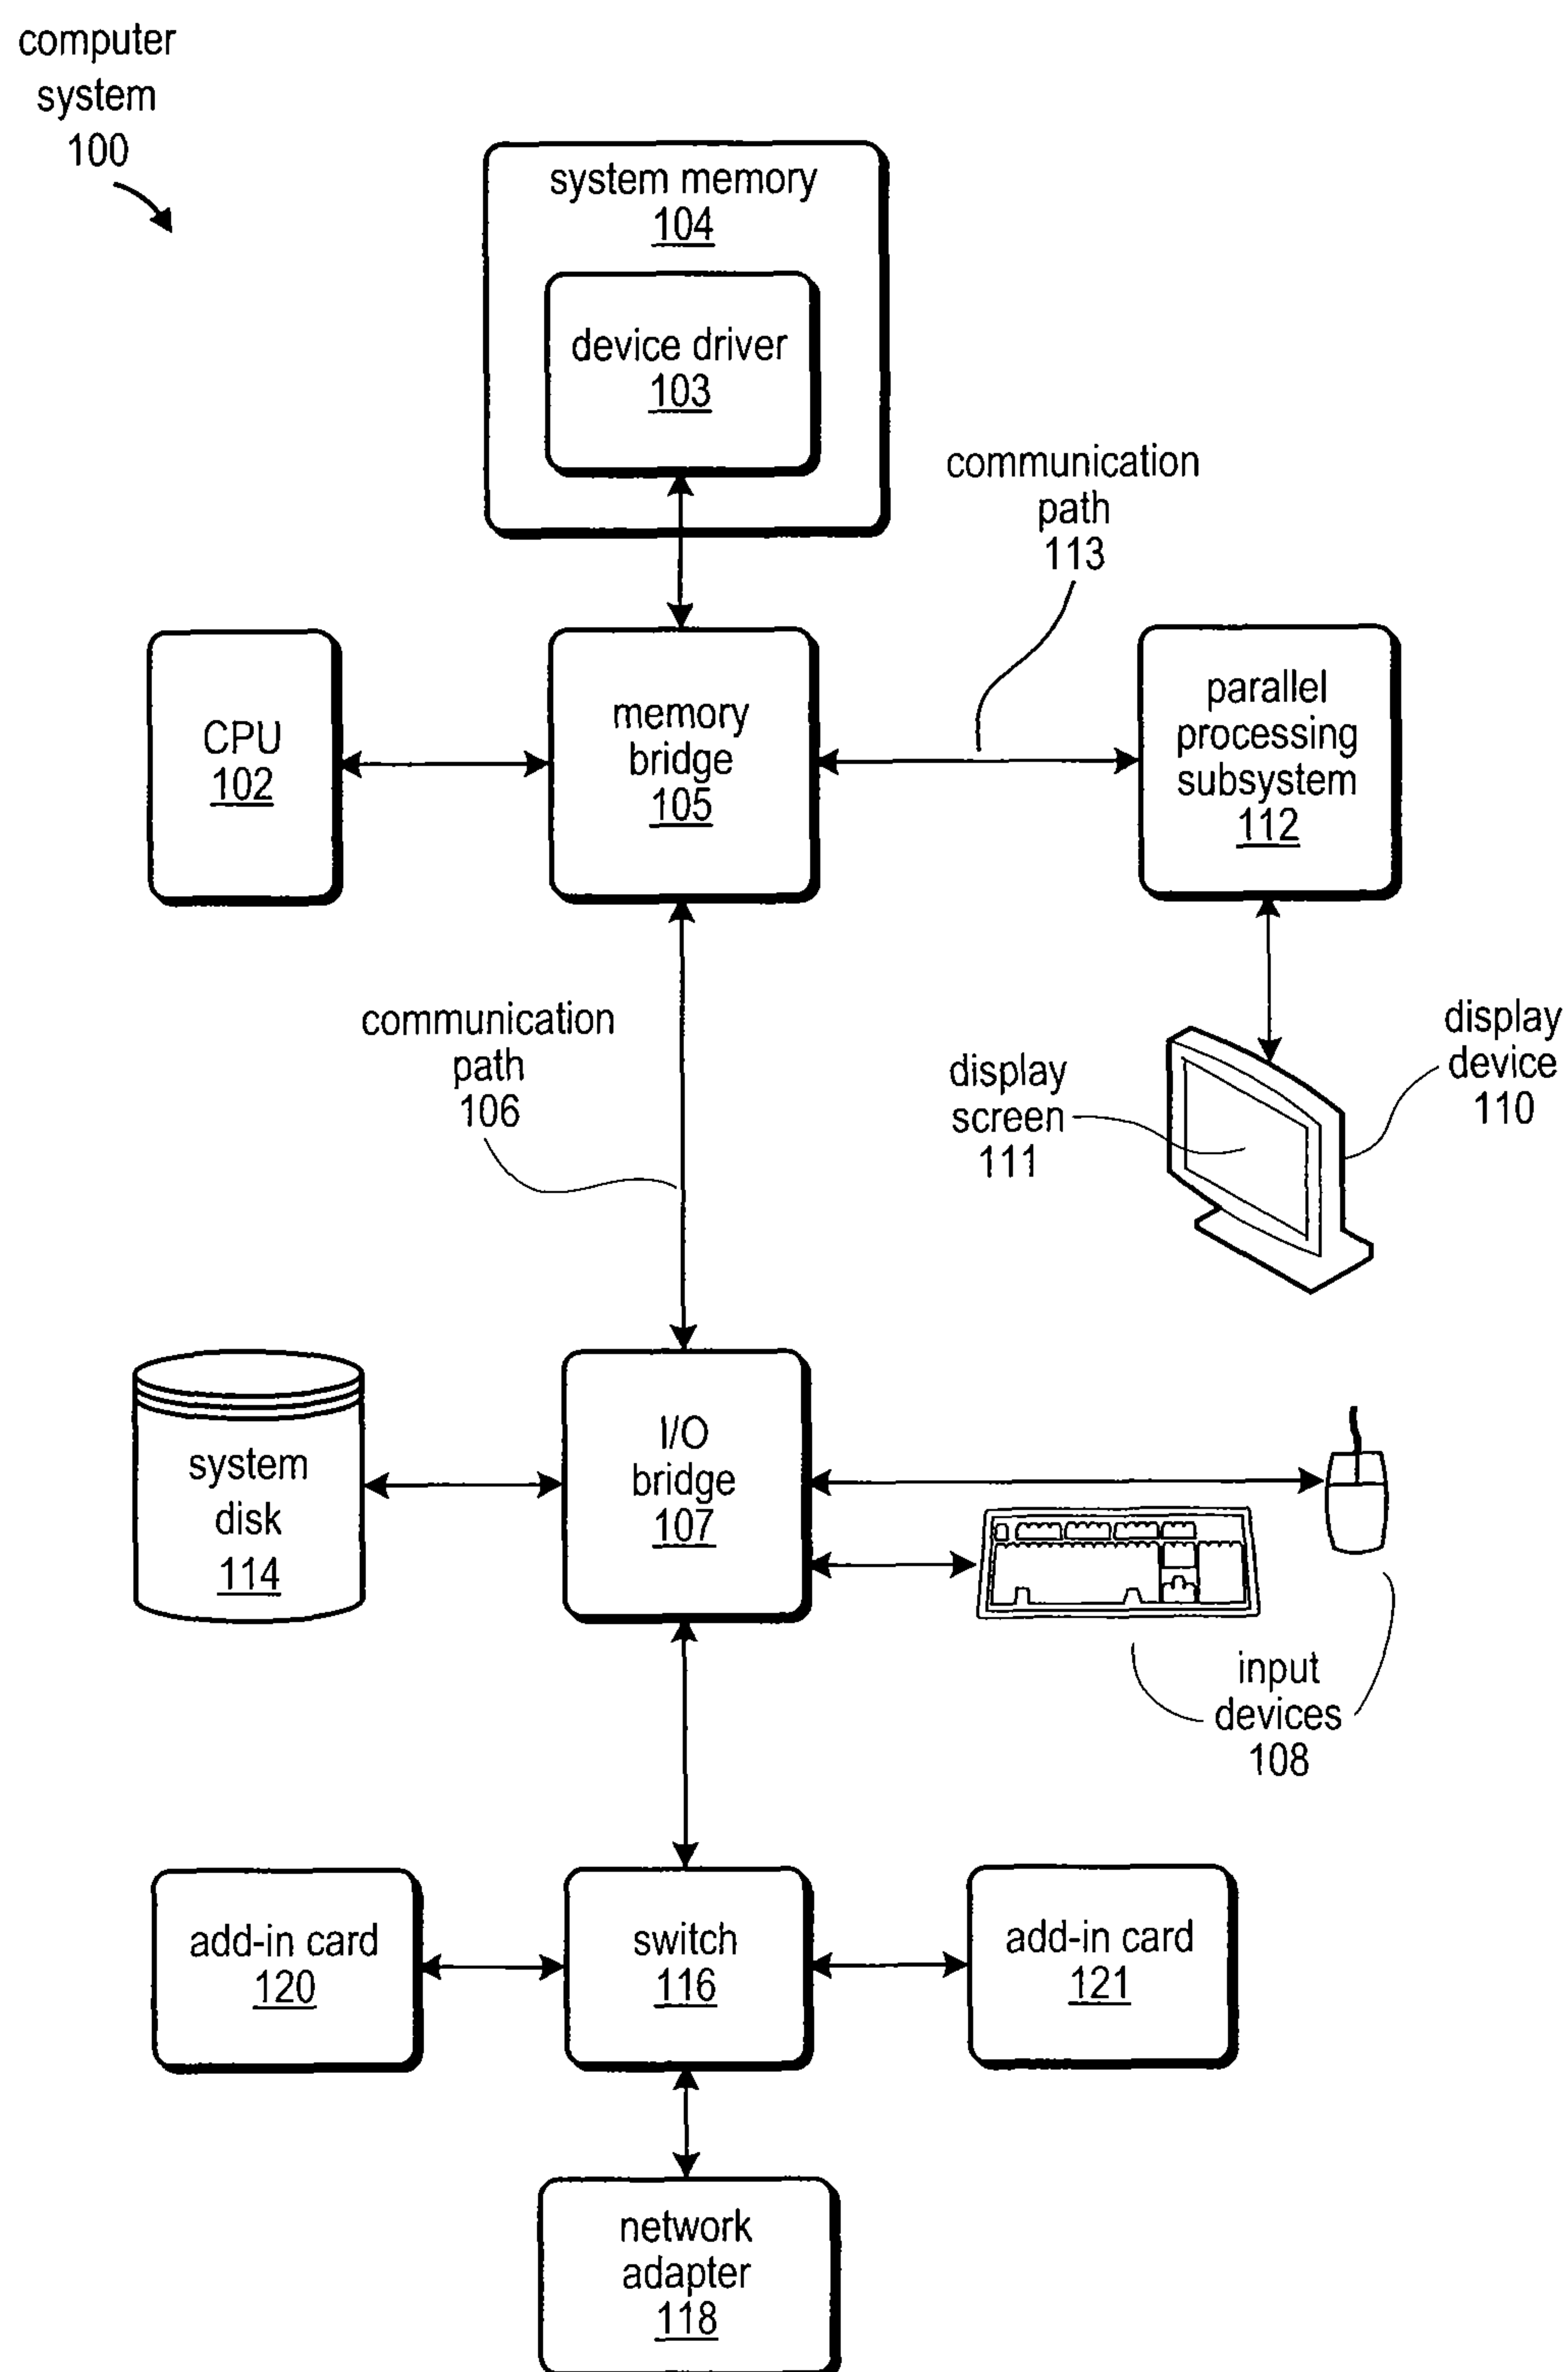 computer
system
100
system memory
104
device driver
103
communication
path
113
CPU
102
memory
bridge
105
parallel
processing
subsystem
112
communication
path
106
display
screen
111
display
device
110
system
disk
114
I/O
bridge
107
input
devices
108
add-in card
120
switch
116
add-in card
121
network
adapter
118